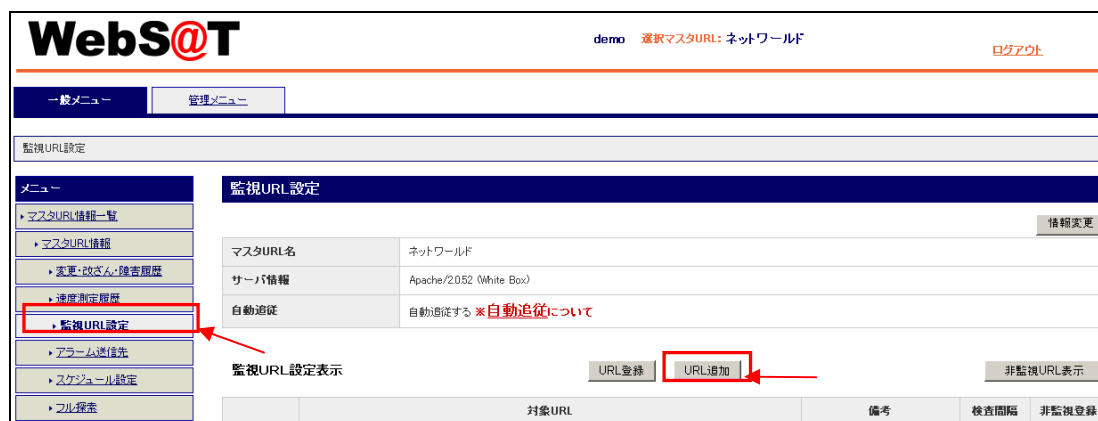 WebS@T
demo 選択マスタURL: ネットワールド
ログアウト
一般メニュー 管理メニュー
監視URL設定
メニュー
監視URL設定
マスタURL情報一覧
情報変更
マスタURL情報
マスタURL名 ネットワールド
変更・改ざん・障害履歴
サーバ情報 Apache/2.0.52 (White Box)
速度測定履歴
自動追従 自動追従する ※自動追従について
監視URL設定
アラーム送信先
監視URL設定表示 URL登録 URL追加 非監視URL表示
スケジュール設定
フル探索
対象URL 備考 検査間隔 非監視登録